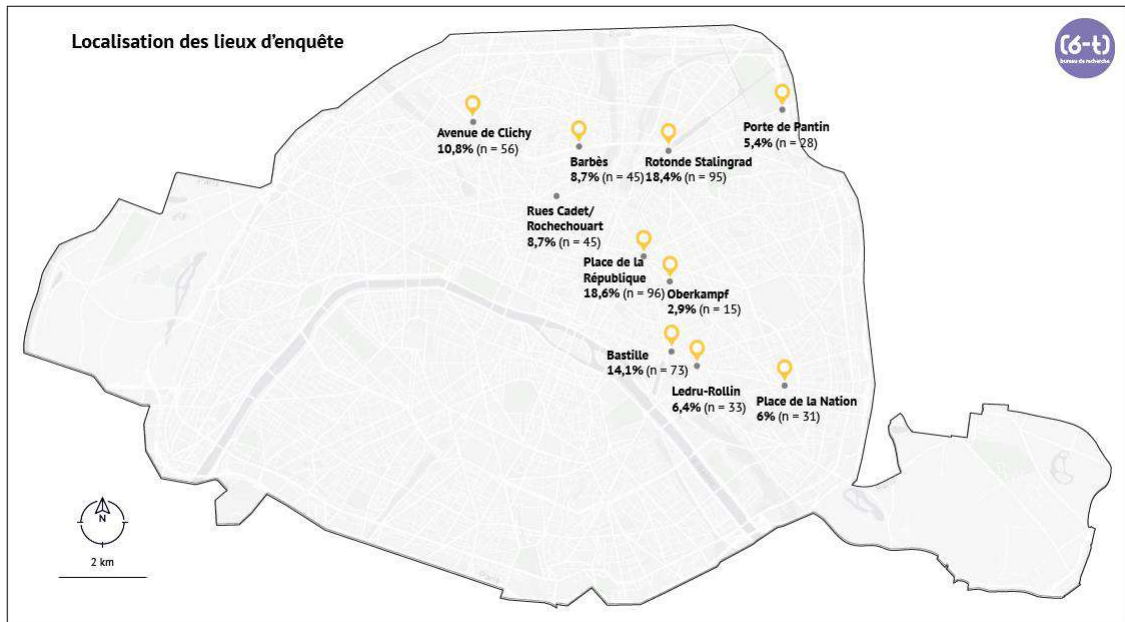 Localisation des lieux d’enquête
(6-t)
bureau de recherche
Avenue de Clichy
10,8% (n = 56)
Barbès
8,7% (n = 45)
Rotonde Stalingrad
18,4% (n = 95)
Porte de Pantin
5,4% (n = 28)
Rues Cadet/
Rochechouart
8,7% (n = 45)
Place de la
République
18,6% (n = 96)
Oberkampf
2,9% (n = 15)
Bastille
14,1% (n = 73)
Ledru-Rollin
6,4% (n = 33)
Place de la Nation
6% (n = 31)
N
2 km